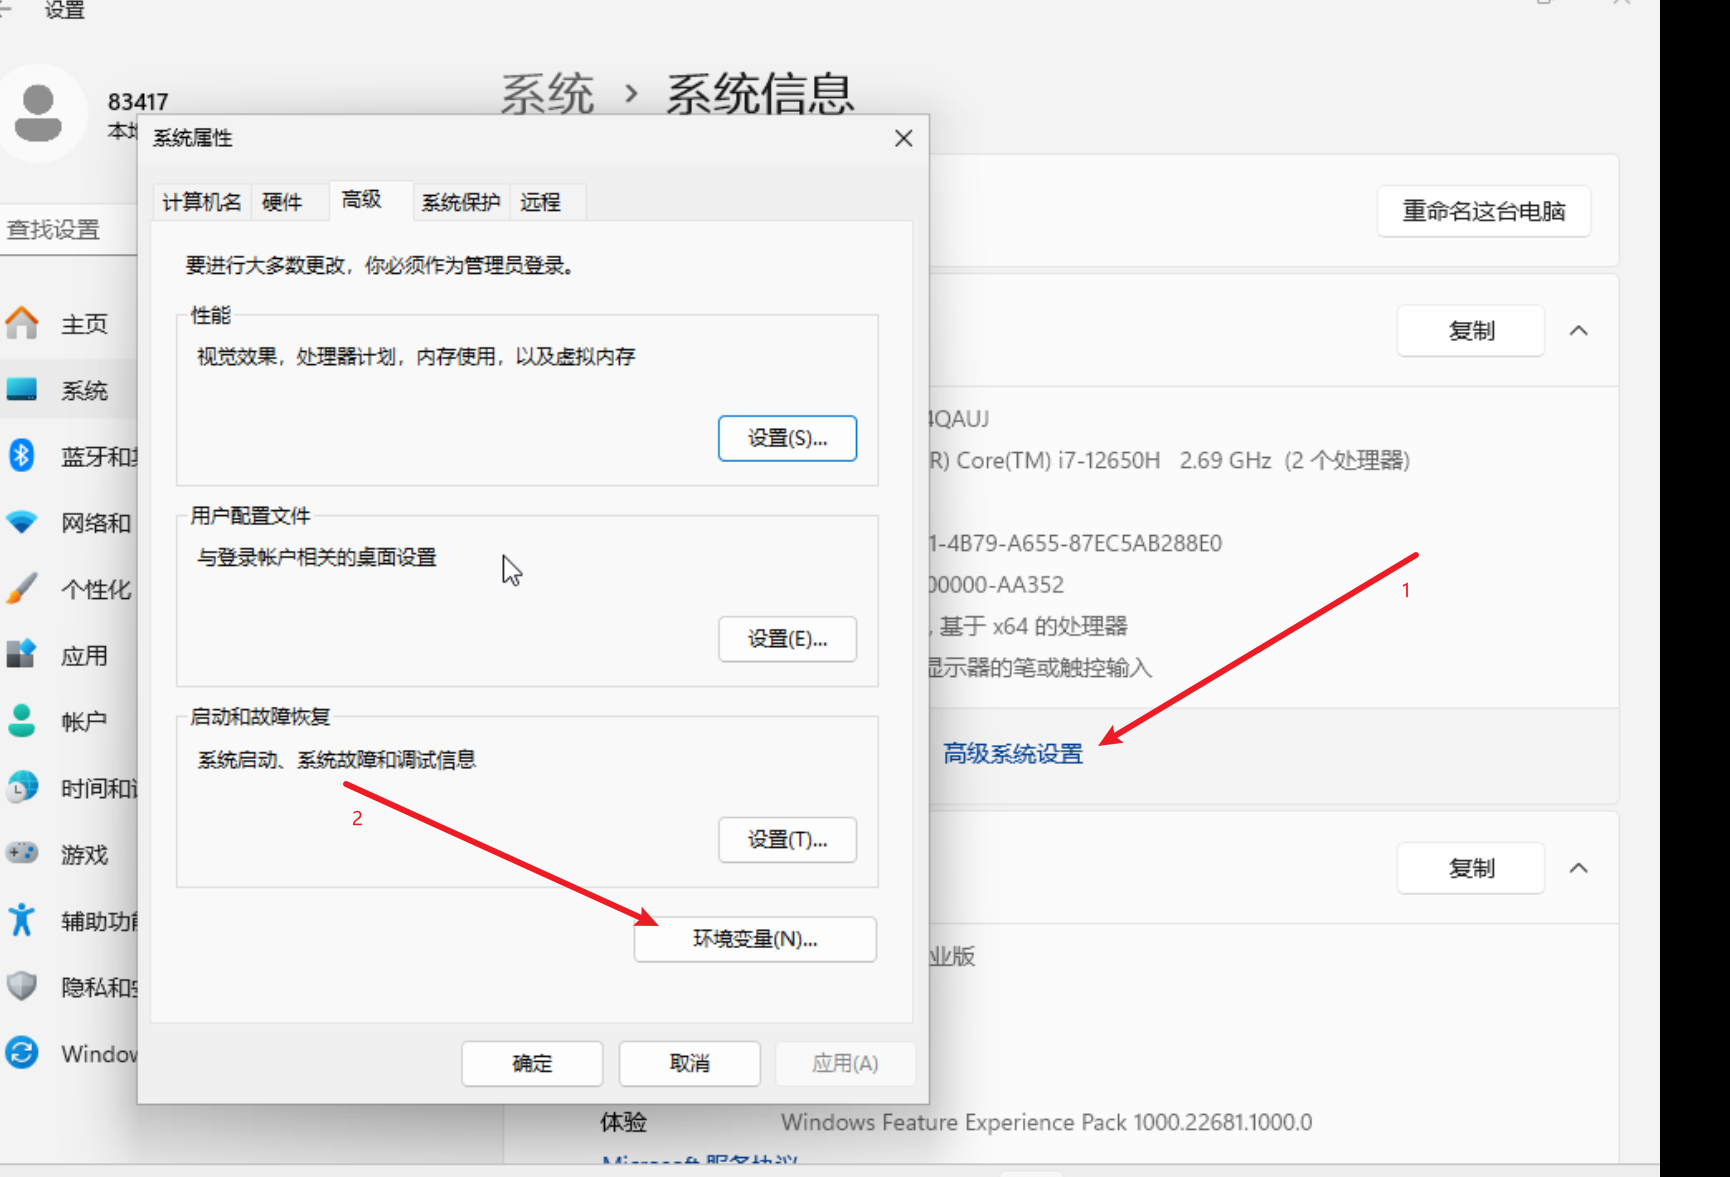 设置
83417
系统 › 系统信息
系统属性
计算机名 硬件 高级 系统保护 远程
要进行大多数更改，你必须作为管理员登录。
性能
视觉效果，处理器计划，内存使用，以及虚拟内存
设置(S)...
用户配置文件
与登录帐户相关的桌面设置
设置(E)...
启动和故障恢复
系统启动、系统故障和调试信息
2
设置(T)...
环境变量(N)...
确定 取消 应用(A)
查找设置
主页
系统
蓝牙和
网络和
个性化
应用
帐户
时间和
游戏
辅助功
隐私和
Window
重命名这台电脑
复制
4QAUJ
R) Core(TM) i7-12650H 2.69 GHz (2 个处理器)
1-4B79-A655-87EC5AB288E0
00000-AA352
, 基于 x64 的处理器
显示器的笔或触控输入
1
高级系统设置
复制
业版
体验 Windows Feature Experience Pack 1000.22681.1000.0
Microsoft 服务协议